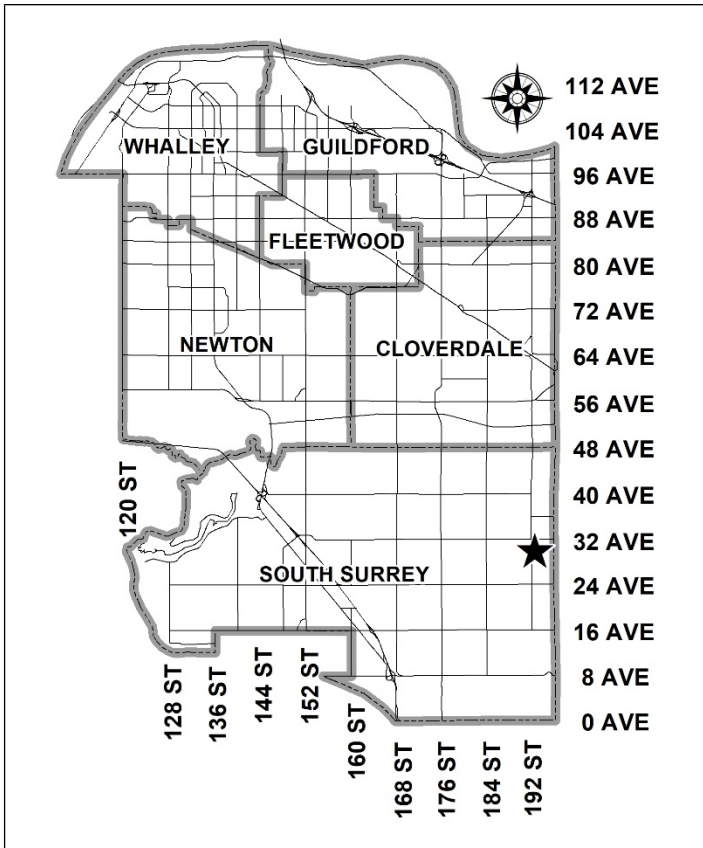 112 AVE
104 AVE
WHALLEY
GUILDFORD
96 AVE
88 AVE
FLEETWOOD
80 AVE
72 AVE
NEWTON
CLOVERDALE
64 AVE
56 AVE
48 AVE
120 ST
40 AVE
32 AVE
SOUTH SURREY
24 AVE
16 AVE
8 AVE
0 AVE
128 ST
136 ST
144 ST
152 ST
160 ST
168 ST
176 ST
184 ST
192 ST